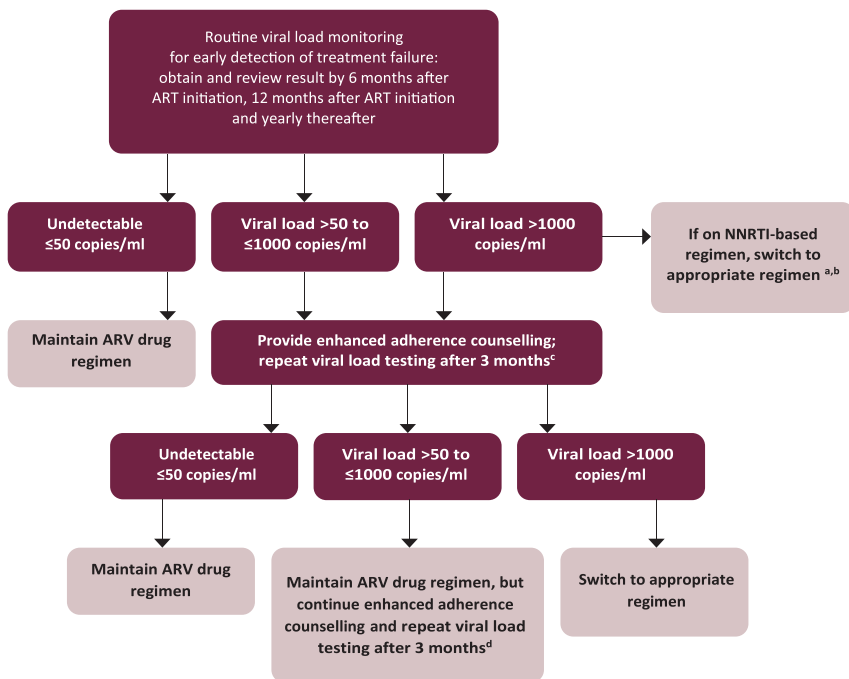 Routine viral load monitoring
for early detection of treatment failure:
obtain and review result by 6 months after
ART initiation, 12 months after ART initiation
and yearly thereafter
Undetectable
≤50 copies/ml
Viral load >50 to
≤1000 copies/ml
Viral load >1000
copies/ml
If on NNRTI-based
regimen, switch to
appropriate regimen a,b
Maintain ARV drug
regimen
Provide enhanced adherence counselling;
repeat viral load testing after 3 monthsc
Undetectable
≤50 copies/ml
Viral load >50 to
≤1000 copies/ml
Viral load >1000
copies/ml
Maintain ARV drug
regimen
Maintain ARV drug regimen, but
continue enhanced adherence
counselling and repeat viral load
testing after 3 monthsd
Switch to appropriate
regimen